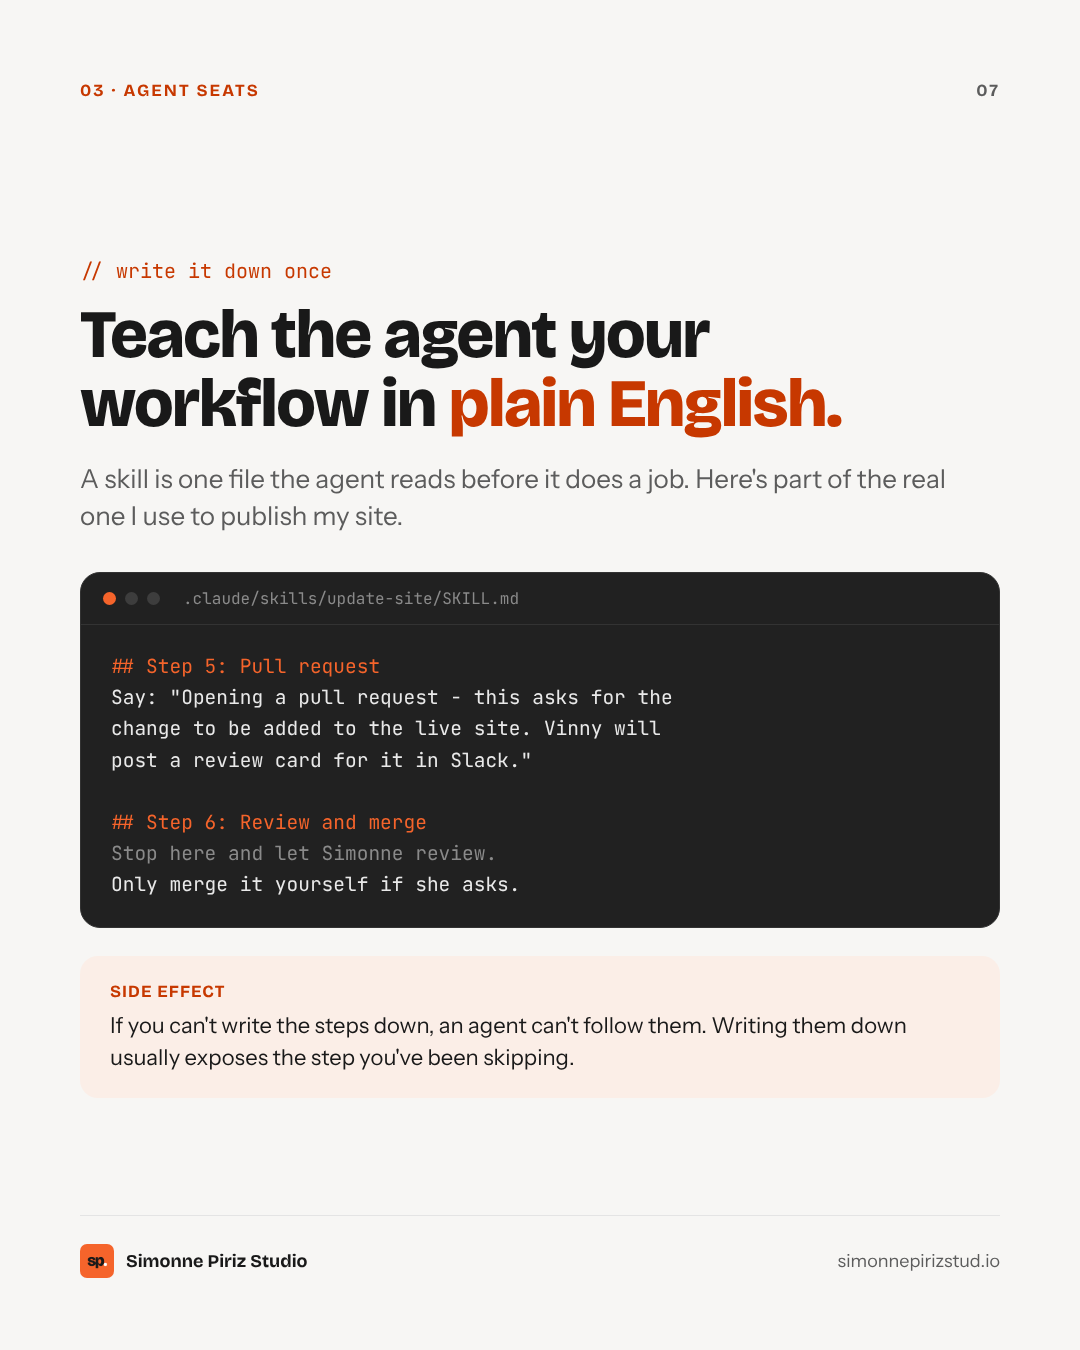 03 · AGENT SEATS
07
// write it down once
Teach the agent your
workflow in plain English.
A skill is one file the agent reads before it does a job. Here's part of the real
one I use to publish my site.
.claude/skills/update-site/SKILL.md
## Step 5: Pull request
Say: "Opening a pull request - this asks for the
change to be added to the live site. Vinny will
post a review card for it in Slack."
## Step 6: Review and merge
Stop here and let Simonne review.
Only merge it yourself if she asks.
SIDE EFFECT
If you can't write the steps down, an agent can't follow them. Writing them down
usually exposes the step you've been skipping.
sp.
Simonne Piriz Studio
simonnepirizstud.io